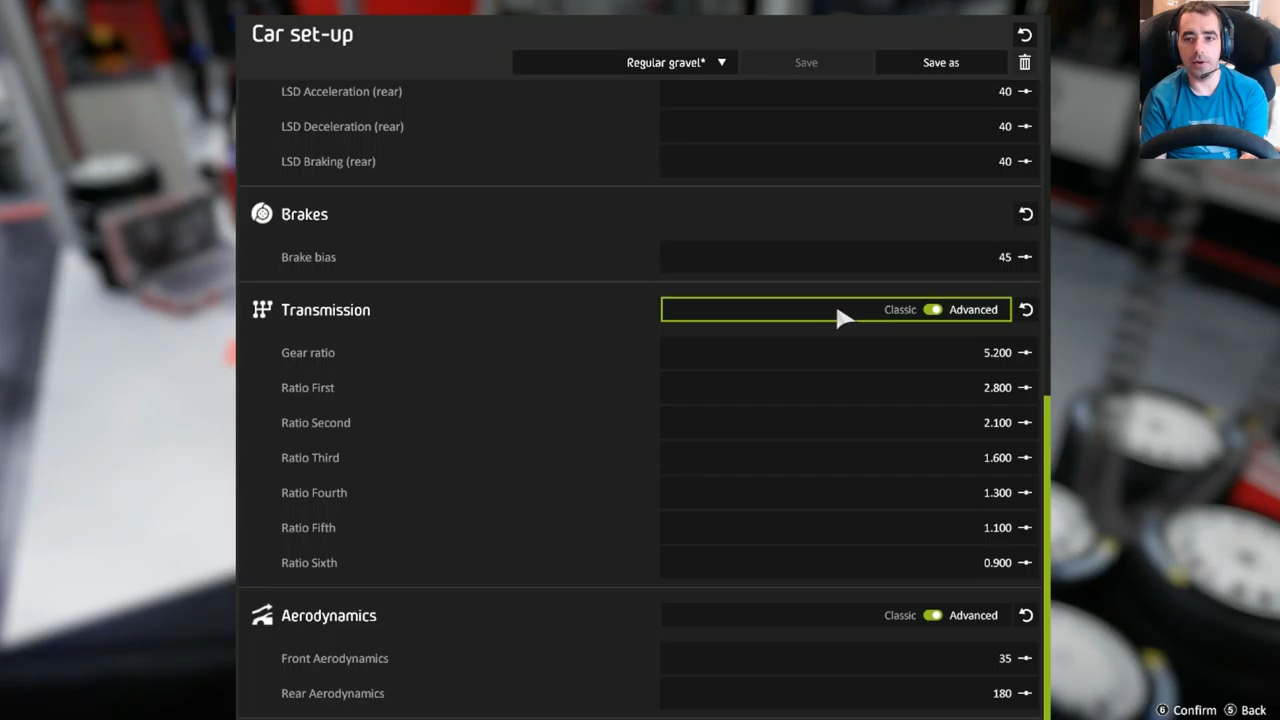 Car set-up
Regular gravel* ▼ Save Save as
LSD Acceleration (rear) 40
LSD Deceleration (rear) 40
LSD Braking (rear) 40
Brakes
Brake bias 45
Transmission Classic Advanced
Gear ratio 5.200
Ratio First 2.800
Ratio Second 2.100
Ratio Third 1.600
Ratio Fourth 1.300
Ratio Fifth 1.100
Ratio Sixth 0.900
Aerodynamics Classic Advanced
Front Aerodynamics 35
Rear Aerodynamics 180
6 Confirm 5 Back